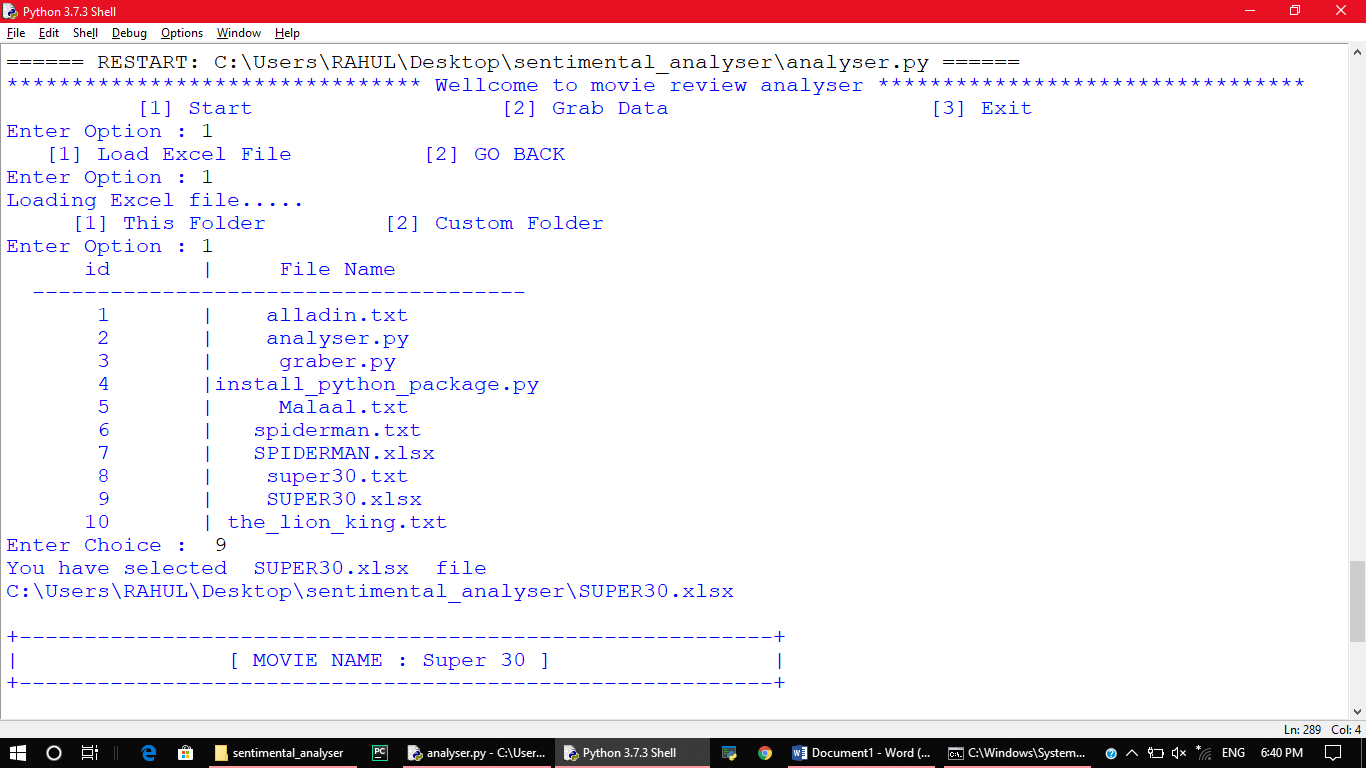 Python 3.7.3 Shell
File Edit Shell Debug Options Window Help
====== RESTART: C:\Users\RAHUL\Desktop\sentimental_analyser\analyser.py ======
******************************** Wellcome to movie review analyser *********************************
[1] Start [2] Grab Data [3] Exit
Enter Option : 1
[1] Load Excel File [2] GO BACK
Enter Option : 1
Loading Excel file.....
[1] This Folder [2] Custom Folder
Enter Option : 1
id | File Name
--------------------------------------
1 | alladin.txt
2 | analyser.py
3 | graber.py
4 |install_python_package.py
5 | Malaal.txt
6 | spiderman.txt
7 | SPIDERMAN.xlsx
8 | super30.txt
9 | SUPER30.xlsx
10 | the_lion_king.txt
Enter Choice : 9
You have selected SUPER30.xlsx file
C:\Users\RAHUL\Desktop\sentimental_analyser\SUPER30.xlsx
+----------------------------------------------------------+
| [ MOVIE NAME : Super 30 ] |
+----------------------------------------------------------+
Ln: 289 Col: 4
sentimental_analyser PC analyser.py - C:\User... Python 3.7.3 Shell Document1 - Word (... C:\Windows\System... ENG 6:40 PM